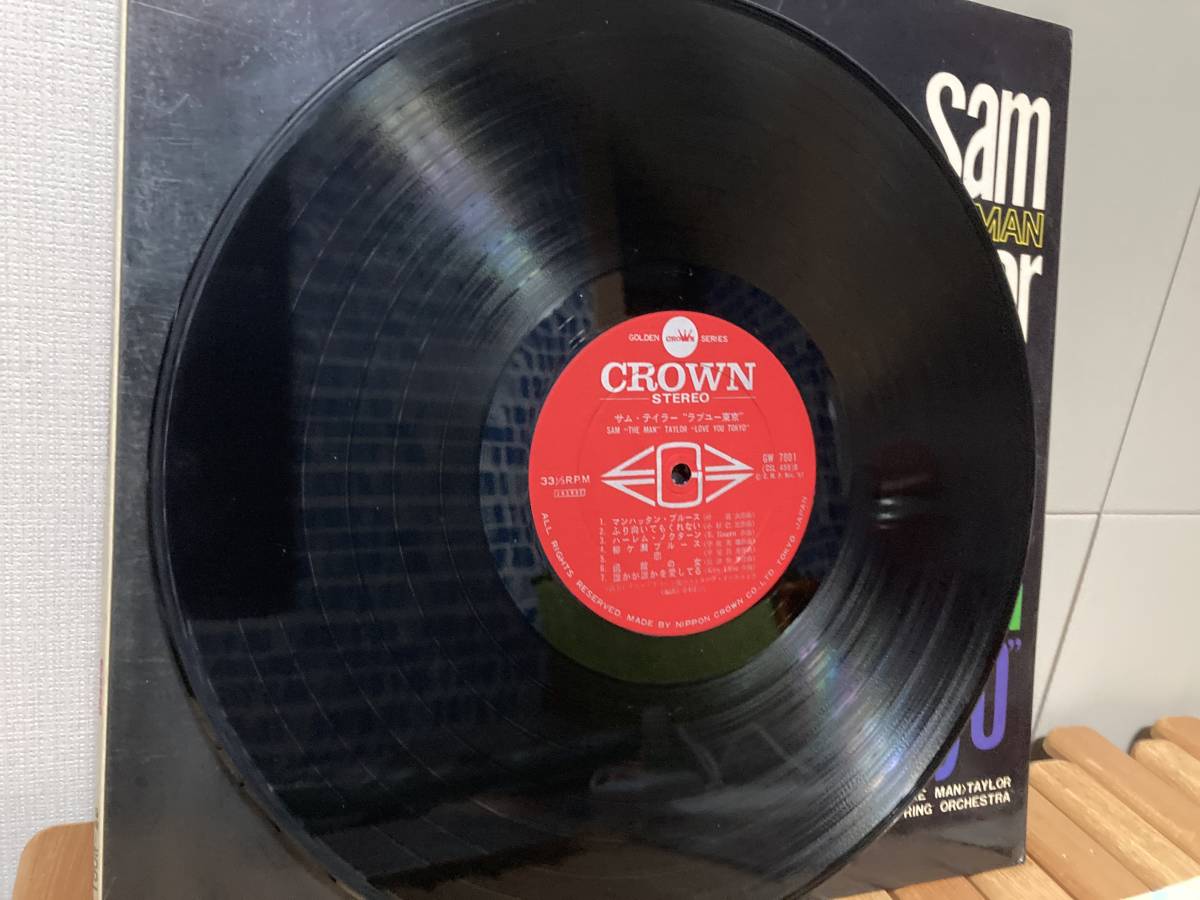 Sam
MAN
GOLDEN CROWN SERIES
CROWN
STEREO
サム・テイラー "ラブユー東京"
SAM "THE MAN" TAYLOR "LOVE YOU TOKYO"
GW 7001
33⅓R.P.M
1. マンハッタン・ブルース
2. ふり向いてもくれない
3. ハーレム・ノクターン
4. 柳ケ瀬ブルース
5. 恋
6. 函館の女
7. 誰かが誰かを愛してる
ALL RIGHTS RESERVED. MADE BY NIPPON CROWN CO., LTD. TOKYO JAPAN
MAN)TAYLOR
RING ORCHESTRA